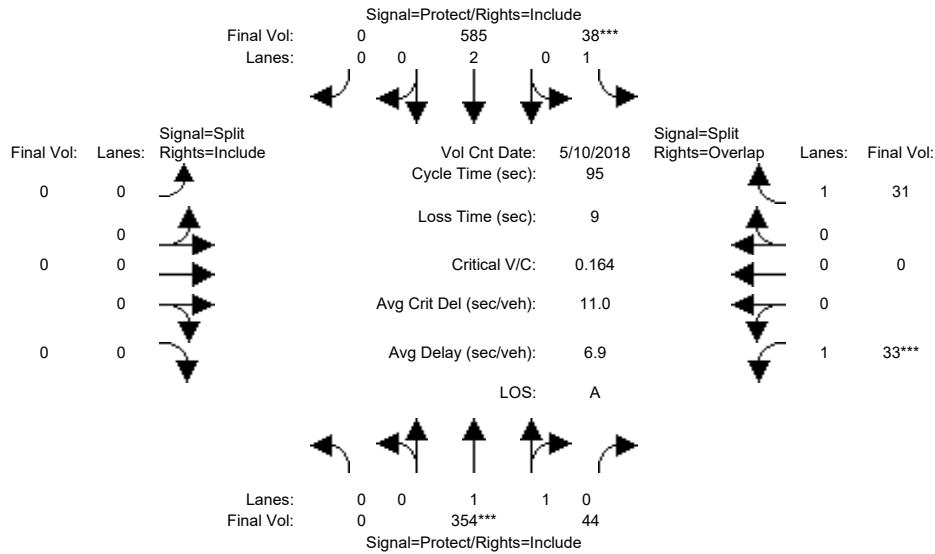 Signal=Protect/Rights=Include
Final Vol: 0 585 38***
Lanes: 0 0 2 0 1
Signal=Split Signal=Split
Final Vol: Lanes: Rights=Include Vol Cnt Date: 5/10/2018 Rights=Overlap Lanes: Final Vol:
Cycle Time (sec): 95
0 0 1 31
Loss Time (sec): 9
0 0
0 0 Critical V/C: 0.164 0 0
0 Avg Crit Del (sec/veh): 11.0 0
0 0 Avg Delay (sec/veh): 6.9 1 33***
LOS: A
Lanes: 0 0 1 1 0
Final Vol: 0 354*** 44
Signal=Protect/Rights=Include